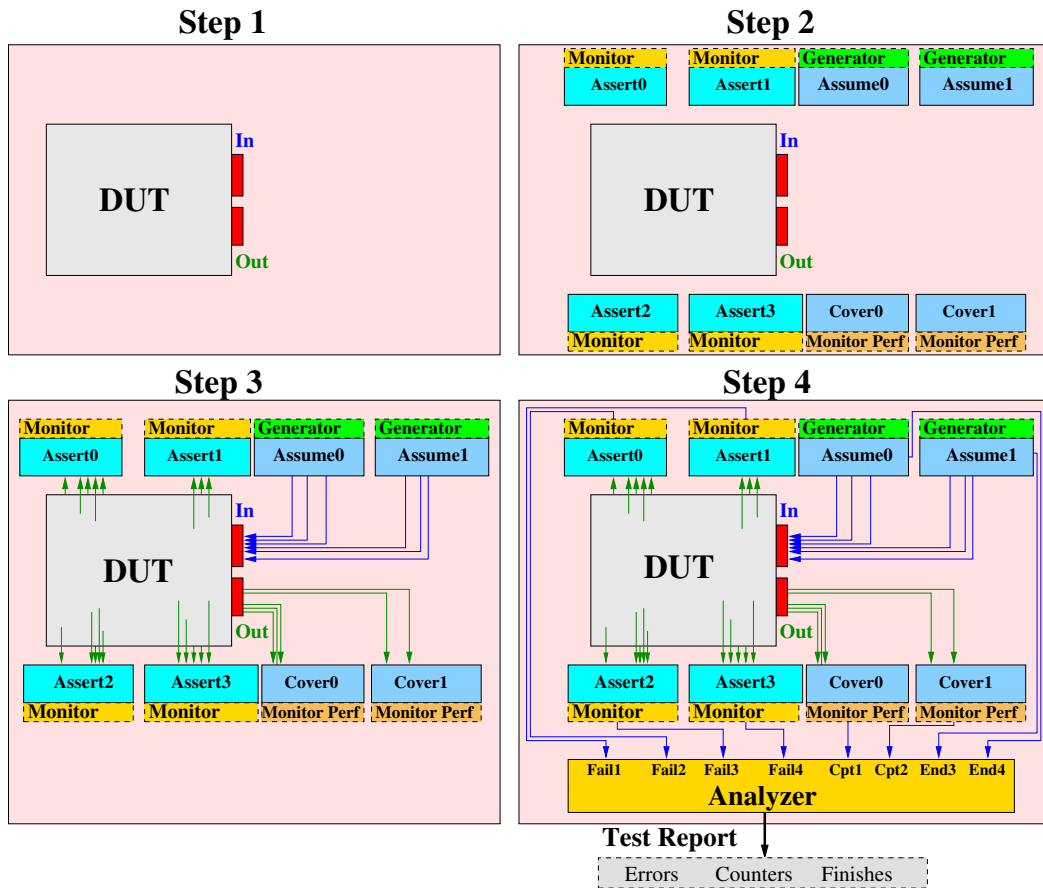 Step 1
In
DUT
Out
Step 2
Monitor Monitor Generator Generator
Assert0 Assert1 Assume0 Assume1
In
DUT
Out
Assert2 Assert3 Cover0 Cover1
Monitor Monitor Monitor Perf Monitor Perf
Step 3
Monitor Monitor Generator Generator
Assert0 Assert1 Assume0 Assume1
In
DUT
Out
Assert2 Assert3 Cover0 Cover1
Monitor Monitor Monitor Perf Monitor Perf
Step 4
Monitor Monitor Generator Generator
Assert0 Assert1 Assume0 Assume1
In
DUT
Out
Assert2 Assert3 Cover0 Cover1
Monitor Monitor Monitor Perf Monitor Perf
Fail1 Fail2 Fail3 Fail4 Cpt1 Cpt2 End3 End4
Analyzer
Test Report
Errors Counters Finishes